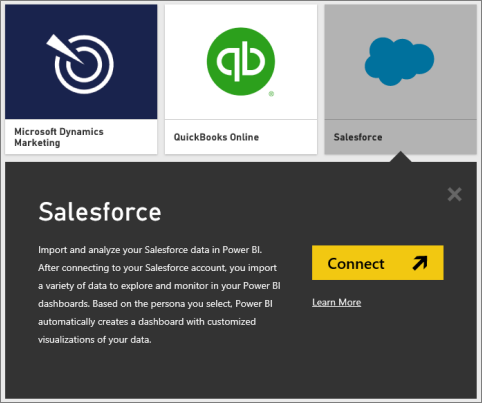 qb
Microsoft Dynamics
Marketing
QuickBooks Online
Salesforce
Salesforce
Import and analyze your Salesforce data in Power BI.
After connecting to your Salesforce account, you import
a variety of data to explore and monitor in your Power BI
dashboards. Based on the persona you select, Power BI
automatically creates a dashboard with customized
visualizations of your data.
Connect
Learn More